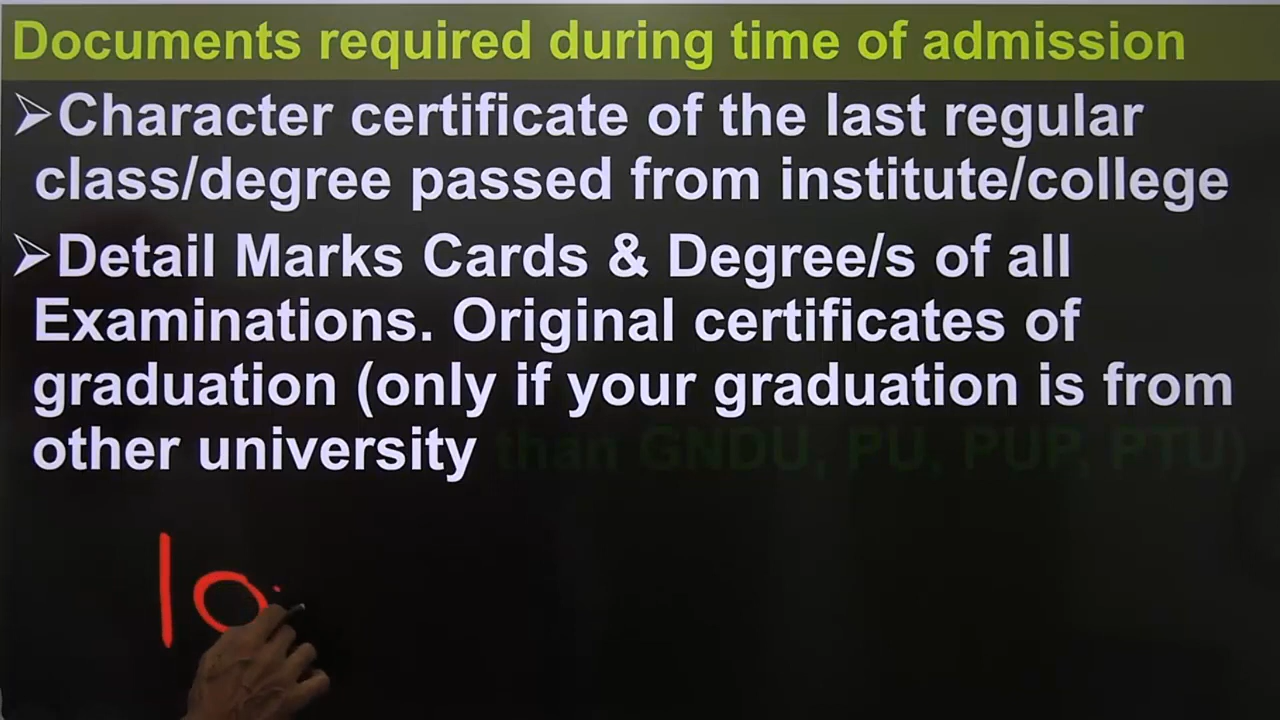 Documents required during time of admission
➢Character certificate of the last regular
class/degree passed from institute/college
➢Detail Marks Cards & Degree/s of all
Examinations. Original certificates of
graduation (only if your graduation is from
other university than GNDU, PU, PUP, PTU)
10